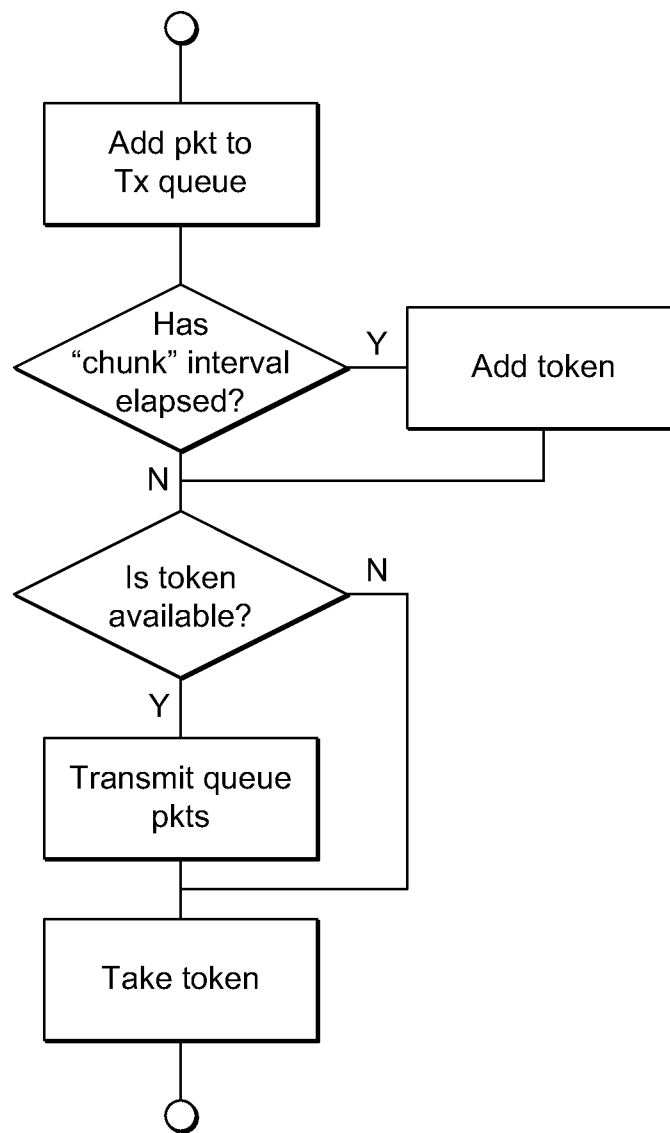 Add pkt to
Tx queue
Has
“chunk” interval
elapsed?
Y
Add token
N
Is token
available?
N
Y
Transmit queue
pkts
Take token